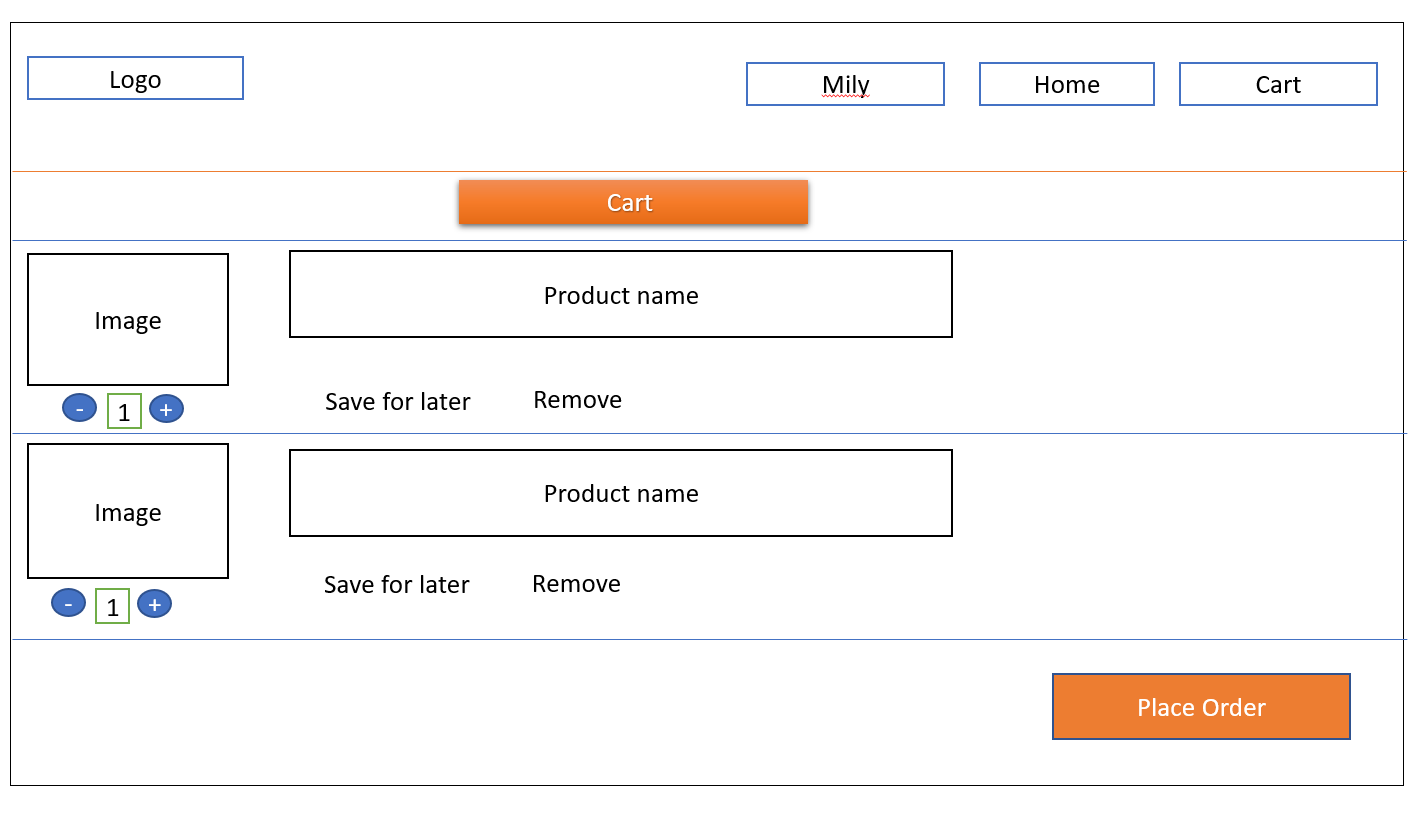 Logo
Mily
Home
Cart
Cart
Image
Product name
Save for later
Remove
- 1 +
Image
Product name
Save for later
Remove
- 1 +
Place Order